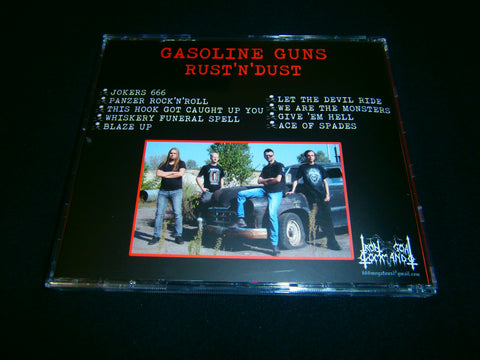 GASOLINE GUNS
RUST'N'DUST
JOKERS 666
PANZER ROCK'N'ROLL
THIS HOOK GOT CAUGHT UP YOU
WHISKERY FUNERAL SPELL
BLAZE UP
LET THE DEVIL RIDE
WE ARE THE MONSTERS
GIVE 'EM HELL
ACE OF SPADES